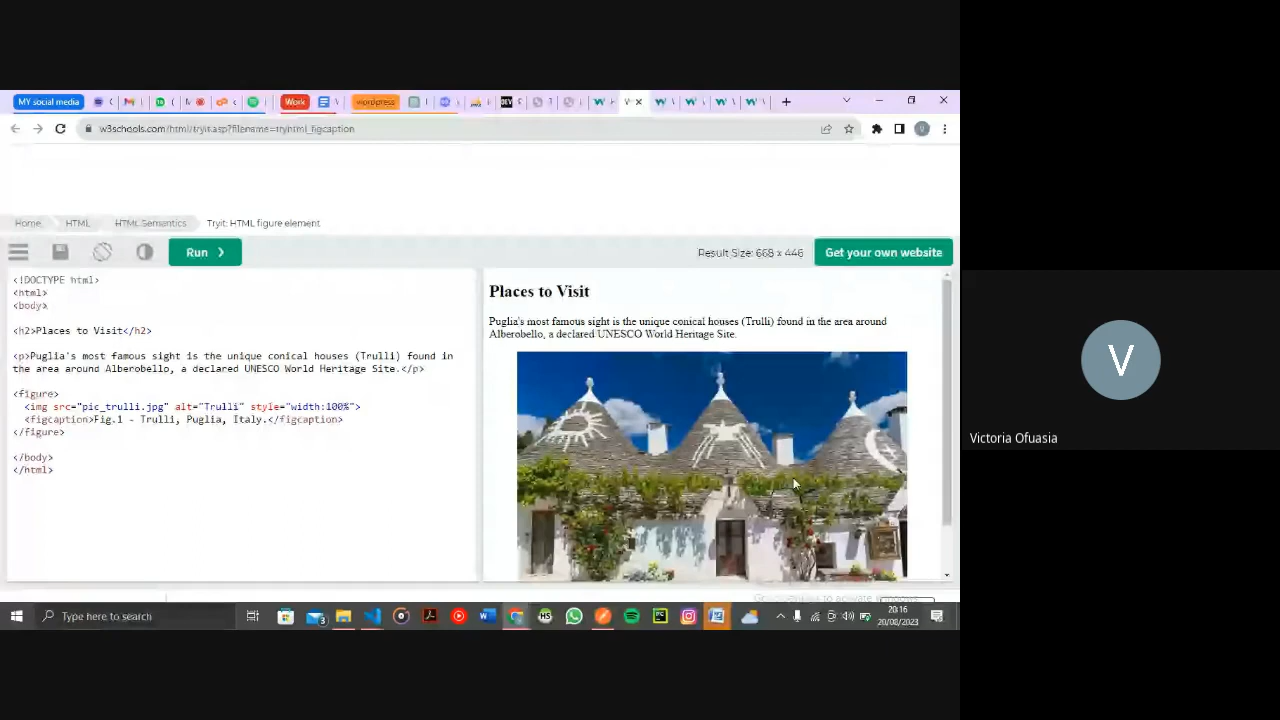 MY social media
Work
wordpress
DEV
w3schools.com/html/tryit.asp?filename=tryhtml_figcaption
Home
HTML
HTML Semantics
Tryit: HTML figure element
Run ❯
Result Size: 668 x 446
Get your own website
<!DOCTYPE html>
<html>
<body>
<h2>Places to Visit</h2>
<p>Puglia's most famous sight is the unique conical houses (Trulli) found in
the area around Alberobello, a declared UNESCO World Heritage Site.</p>
<figure>
<img src="pic_trulli.jpg" alt="Trulli" style="width:100%">
<figcaption>Fig.1 - Trulli, Puglia, Italy.</figcaption>
</figure>
</body>
</html>
Places to Visit
Puglia's most famous sight is the unique conical houses (Trulli) found in the area around
Alberobello, a declared UNESCO World Heritage Site.
V
Victoria Ofuasia
Type here to search
3
HS
PC
20:16
20/08/2023